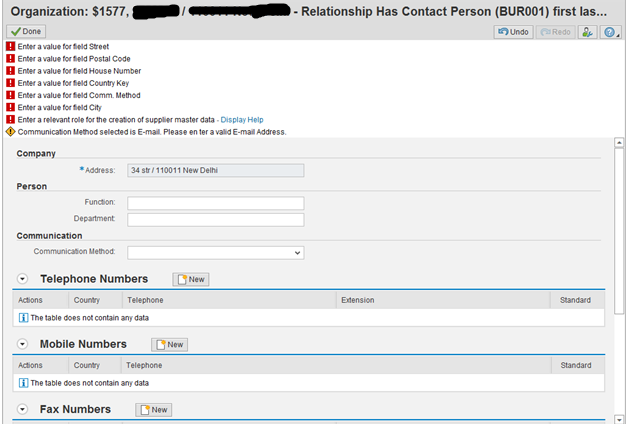 Organization: $1577, / - Relationship Has Contact Person (BUR001) first las...
Done Undo Redo
Enter a value for field Street
Enter a value for field Postal Code
Enter a value for field House Number
Enter a value for field Country Key
Enter a value for field Comm. Method
Enter a value for field City
Enter a relevant role for the creation of supplier master data - Display Help
Communication Method selected is E-mail. Please en ter a valid E-mail Address.
Company
*Address: 34 str / 110011 New Delhi
Person
Function:
Department:
Communication
Communication Method:
Telephone Numbers New
Actions Country Telephone Extension Standard
The table does not contain any data
Mobile Numbers New
Actions Country Telephone Standard
The table does not contain any data
Fax Numbers New